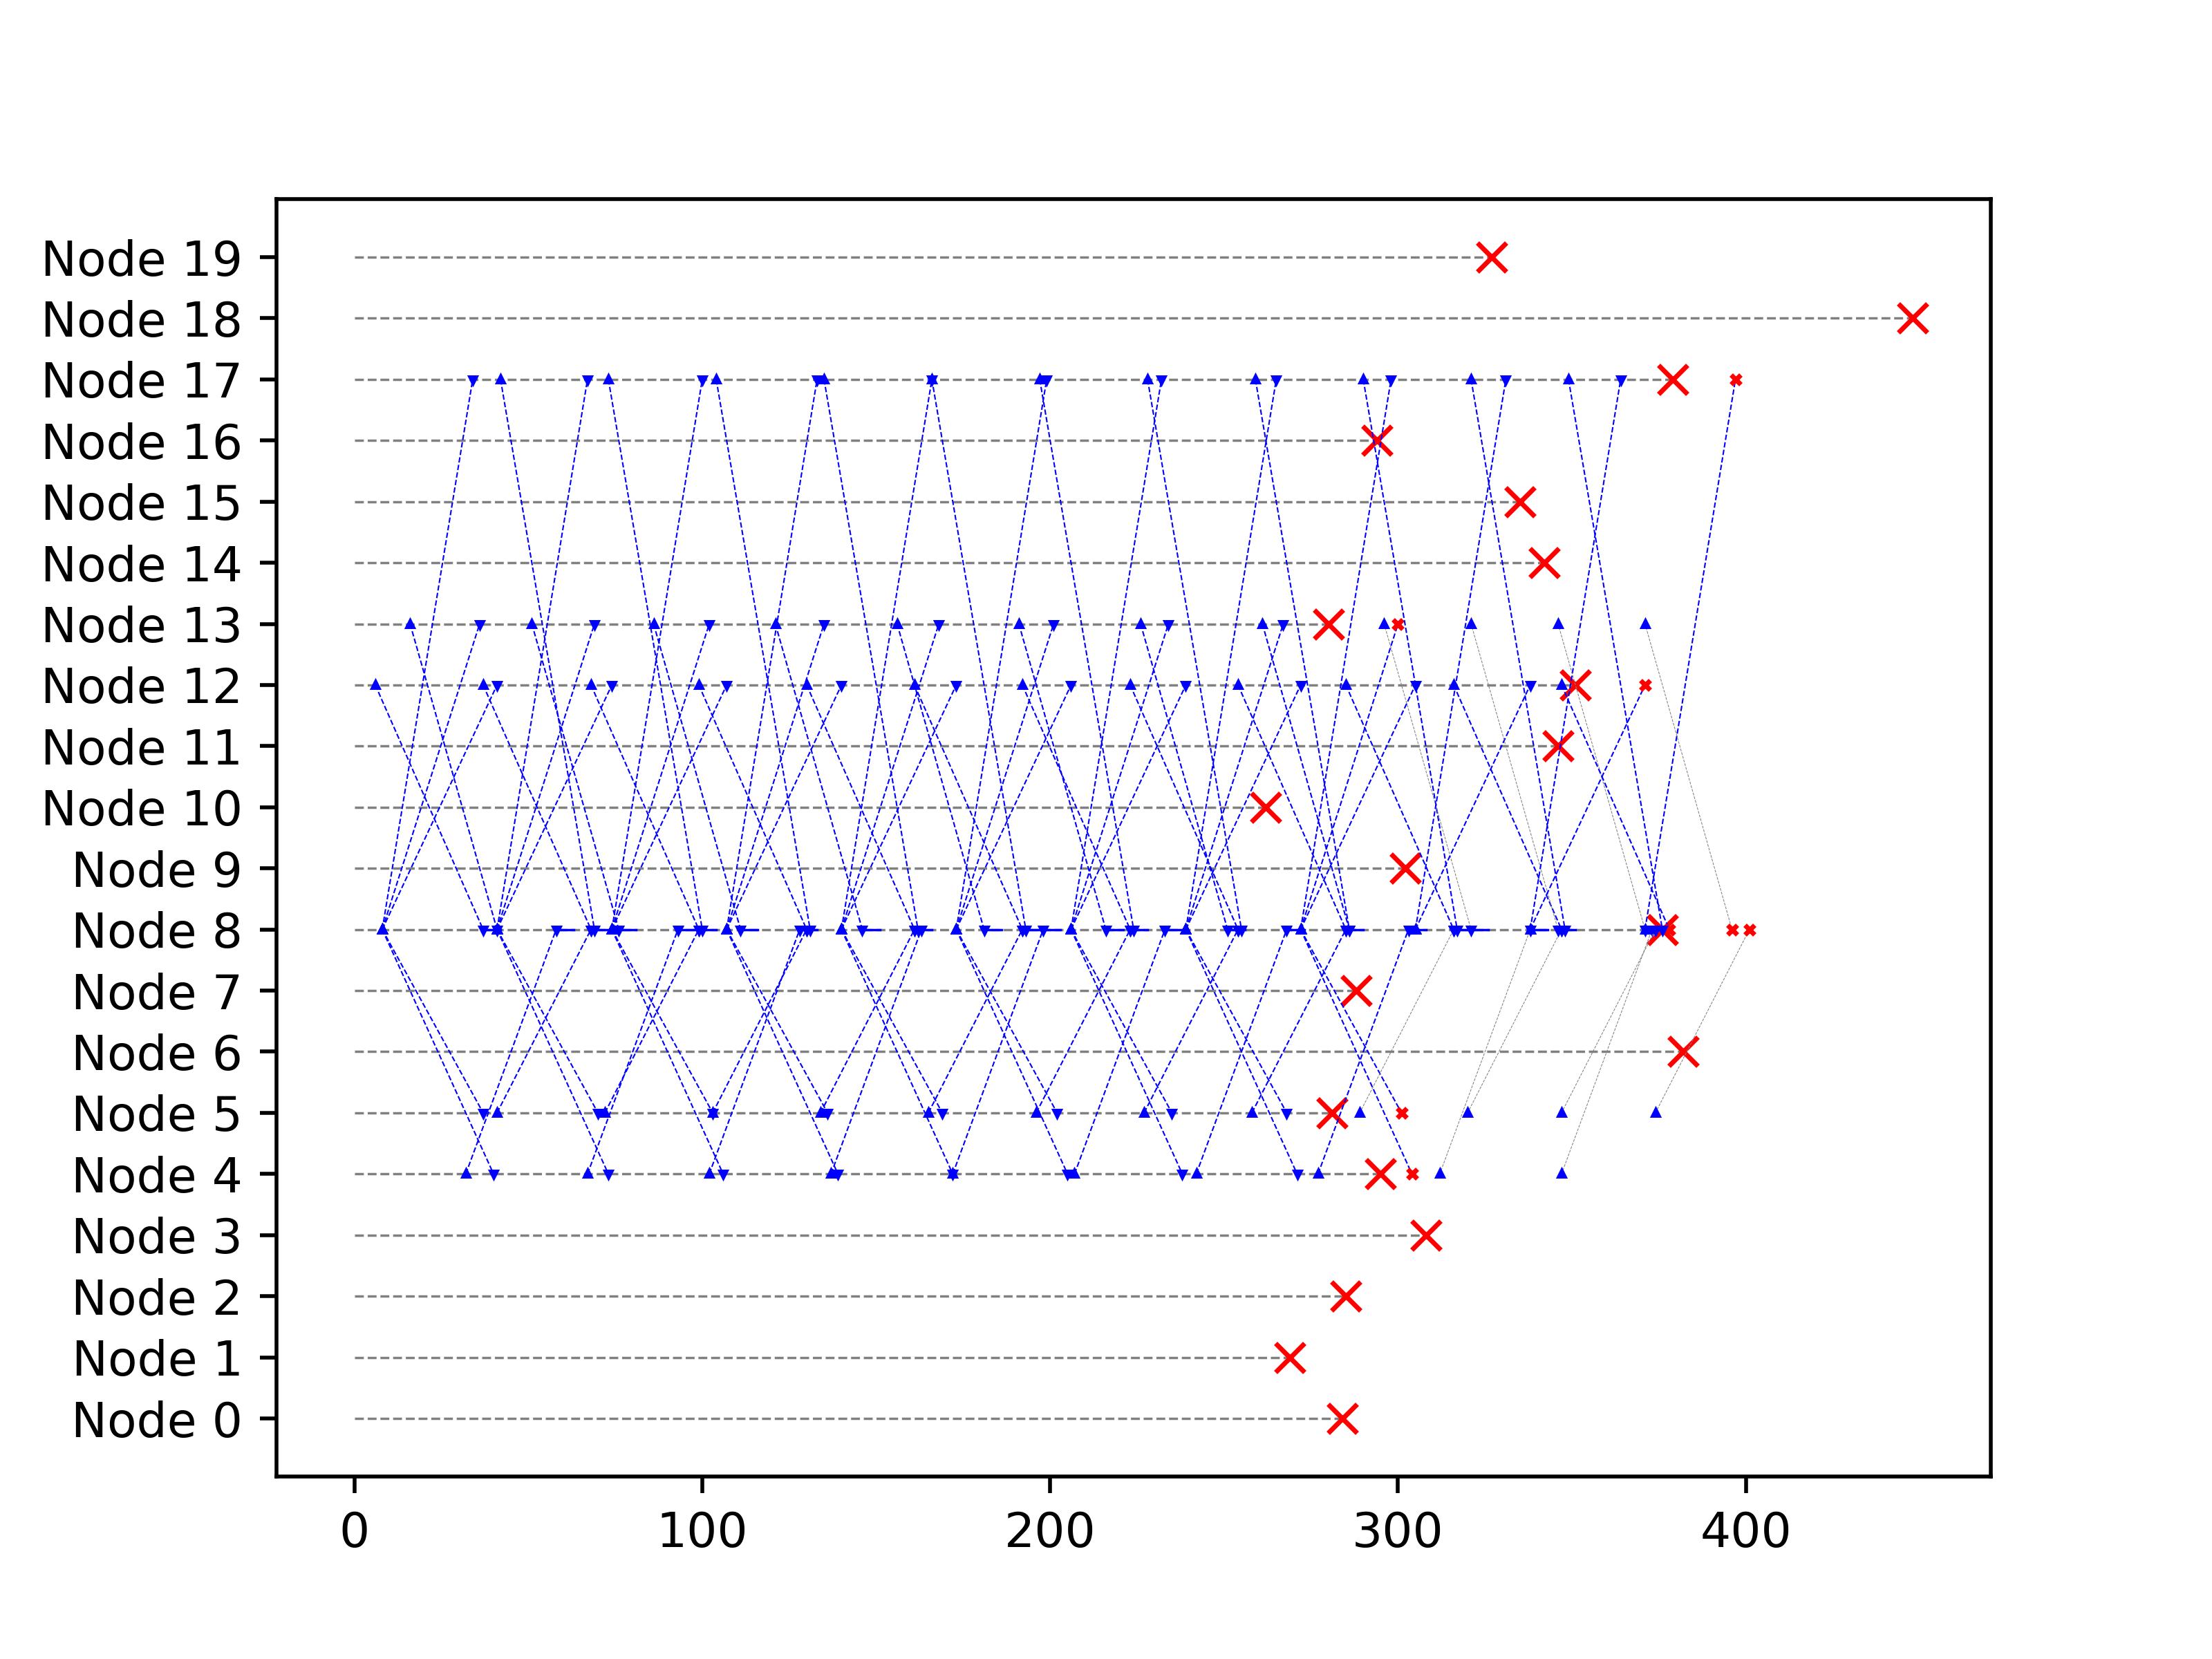 Node 19
Node 18
Node 17
Node 16
Node 15
Node 14
Node 13
Node 12
Node 11
Node 10
Node 9
Node 8
Node 7
Node 6
Node 5
Node 4
Node 3
Node 2
Node 1
Node 0
0 100 200 300 400